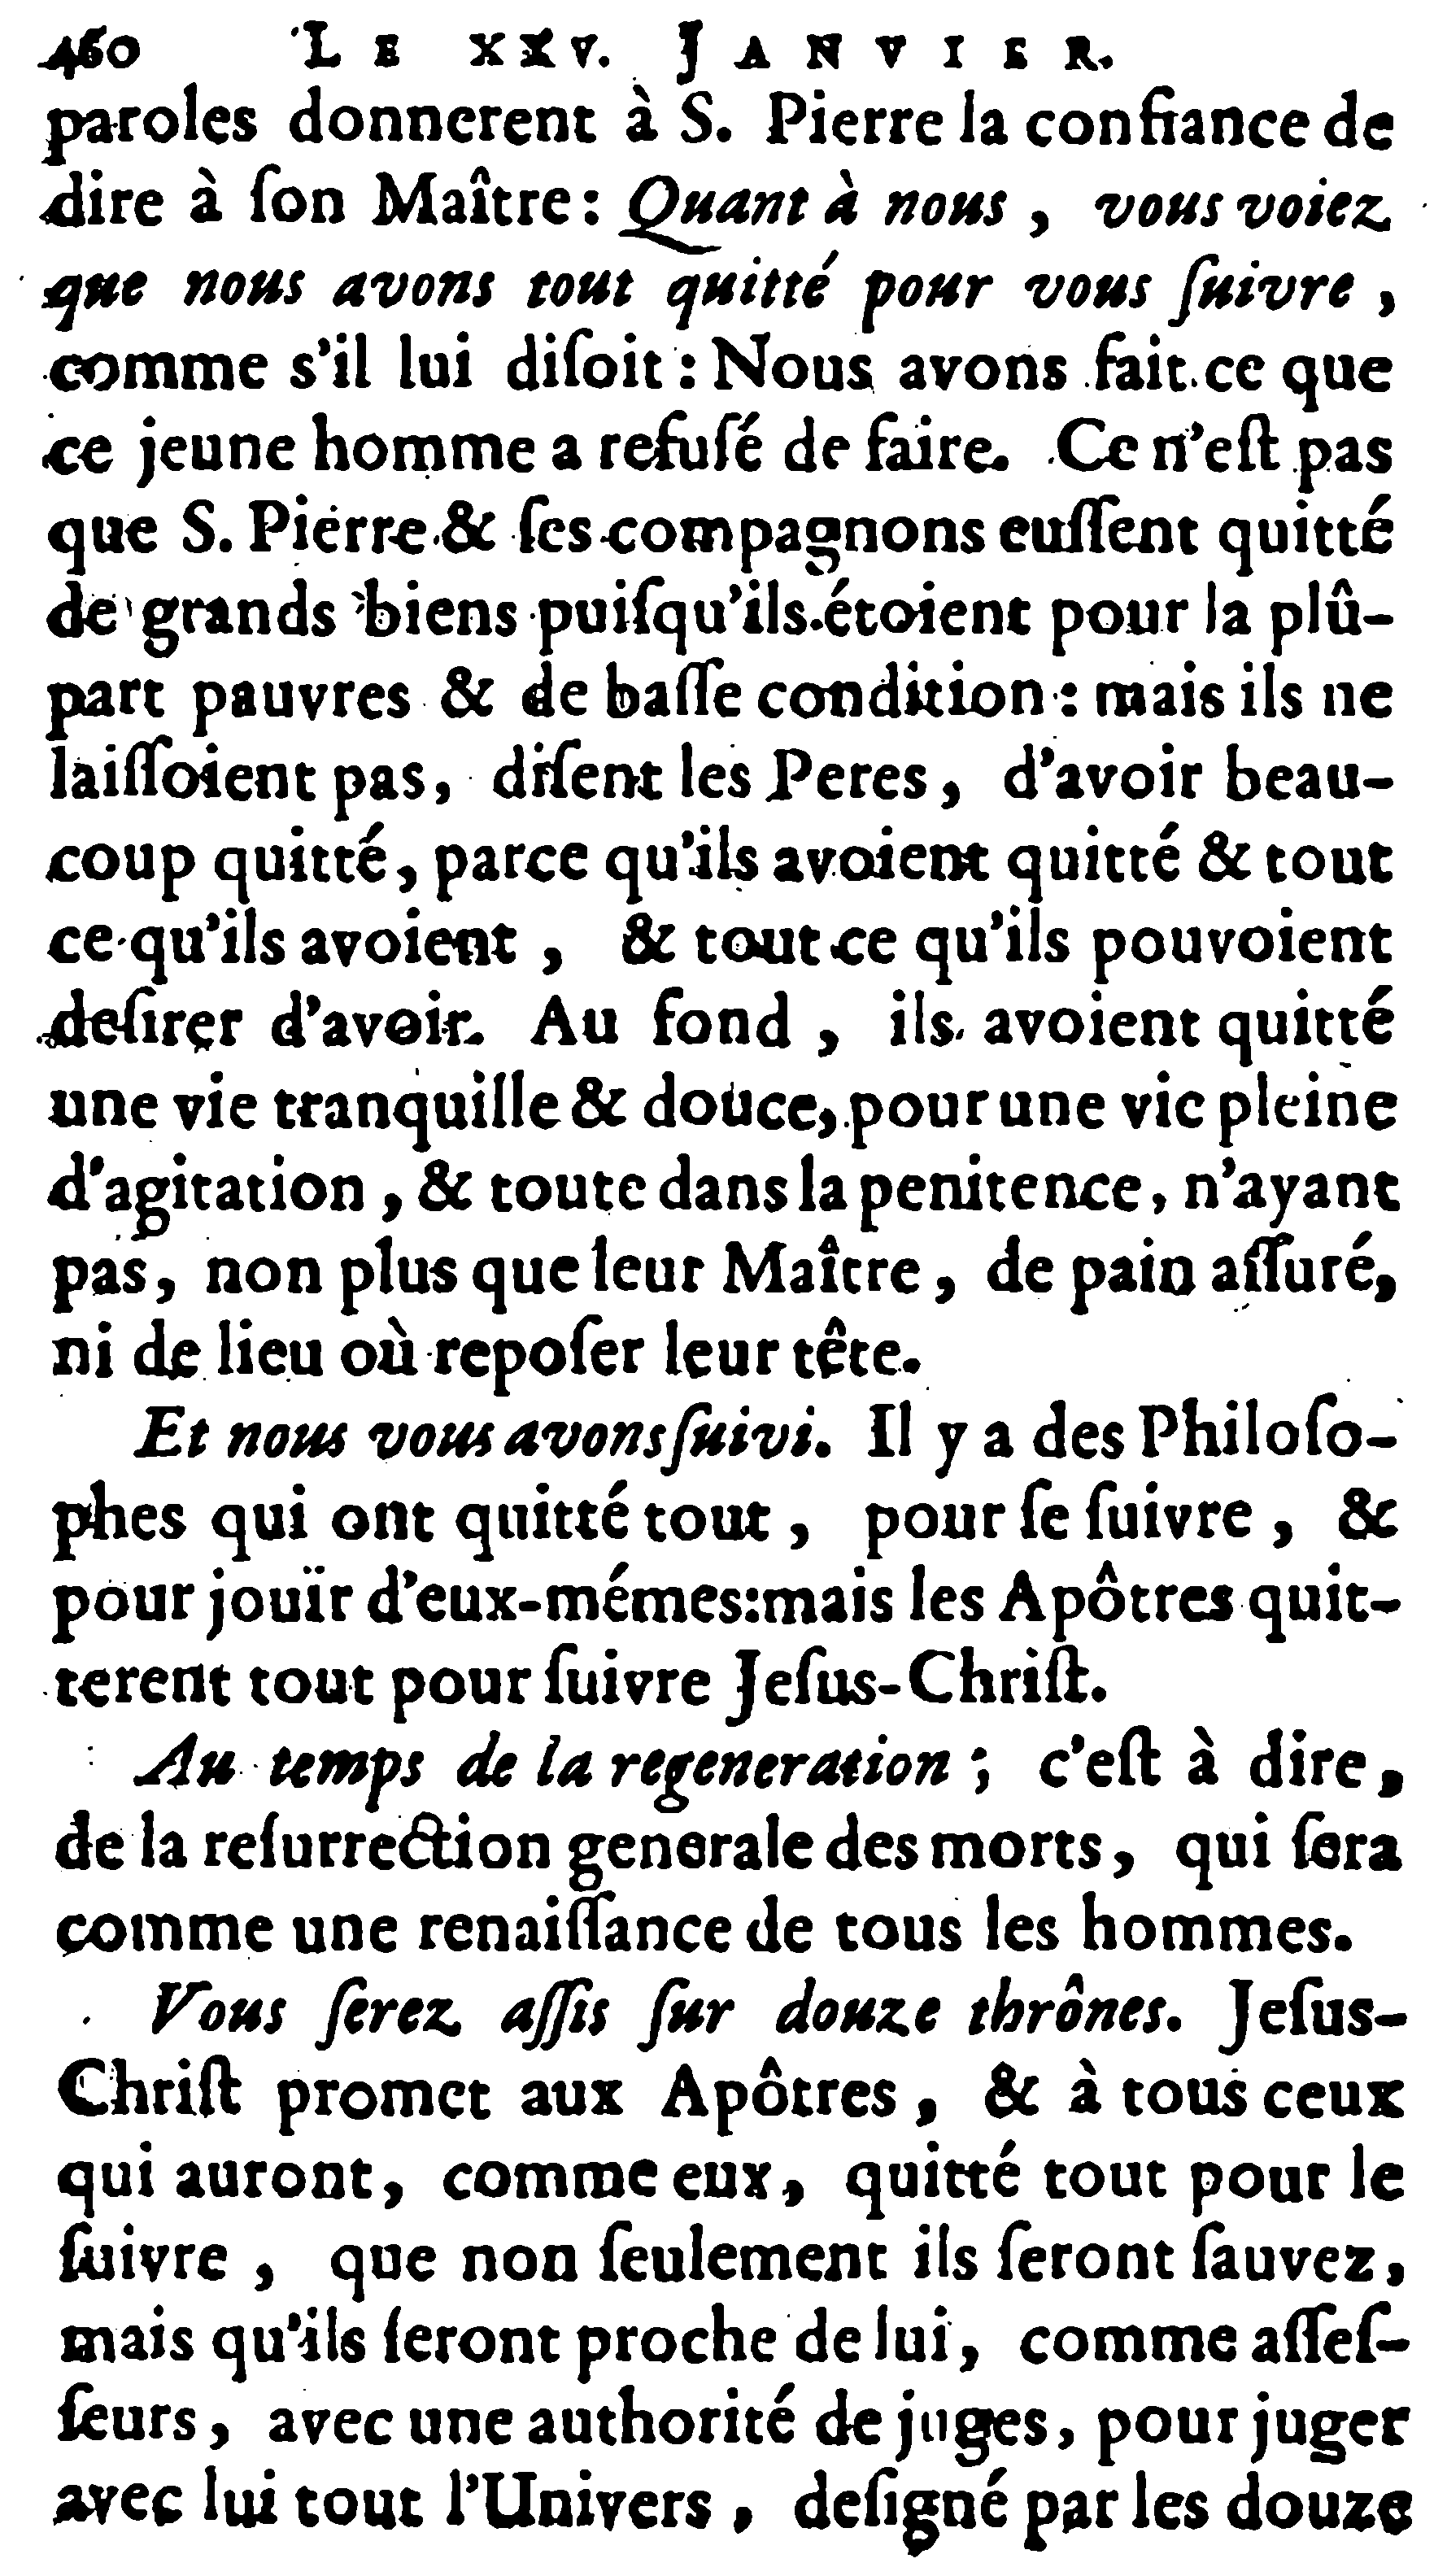 460 LE XXV. JANVIER.
paroles donnerent à S. Pierre la confiance de
dire à ſon Maître : Quant à nous , vous voiez
que nous avons tout quitté pour vous ſuivre ,
comme s'il lui diſoit : Nous avons fait ce que
ce jeune homme a refuſé de faire. Ce n'eſt pas
que S. Pierre & ſes compagnons euſſent quitté
de grands biens puiſqu'ils étoient pour la plû-
part pauvres & de baſſe condition : mais ils ne
laiſſoient pas, diſent les Peres , d'avoir beau-
coup quitté, parce qu'ils avoient quitté & tout
ce qu'ils avoient , & tout ce qu'ils pouvoient
deſirer d'avoir. Au fond , ils avoient quitté
une vie tranquille & douce, pour une vie pleine
d'agitation , & toute dans la penitence, n'ayant
pas, non plus que leur Maître , de pain aſſuré,
ni de lieu où repoſer leur tête.
Et nous vous avons ſuivi. Il y a des Philoſo-
phes qui ont quitté tout , pour ſe ſuivre , &
pour jouïr d'eux-mémes:mais les Apôtres quit-
terent tout pour ſuivre Jeſus-Chriſt.
Au temps de la regeneration ; c'eſt à dire,
de la reſurrection generale des morts , qui ſera
comme une renaiſſance de tous les hommes.
Vous ſerez aſſis ſur douze thrônes. Jeſus-
Chriſt promet aux Apôtres , & à tous ceux
qui auront, comme eux, quitté tout pour le
ſuivre , que non ſeulement ils ſeront ſauvez,
mais qu'ils ſeront proche de lui, comme aſſeſ-
ſeurs, avec une authorité de juges, pour juger
avec lui tout l'Univers , deſigné par les douze